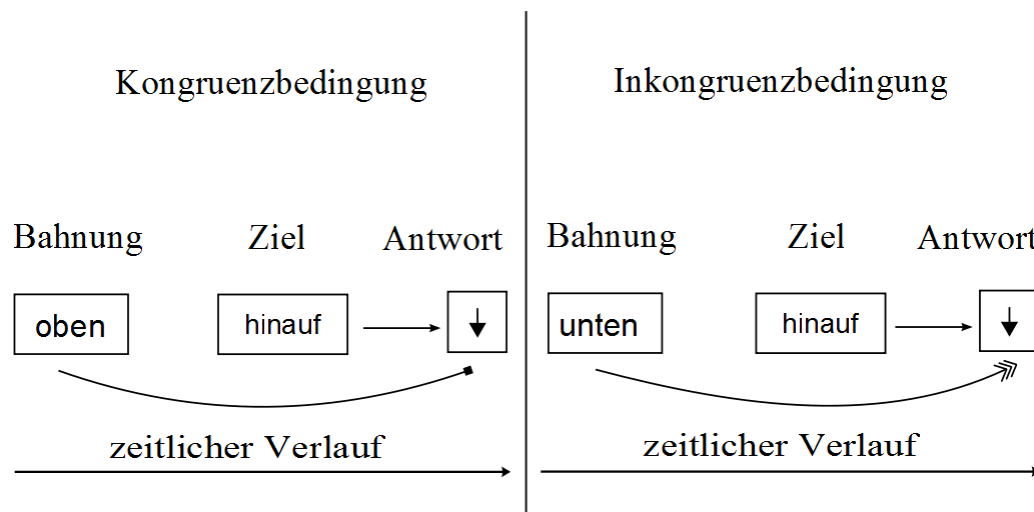 Kongruenzbedingung
Bahnung Ziel Antwort
oben hinauf
zeitlicher Verlauf
Inkongruenzbedingung
Bahnung Ziel Antwort
unten hinauf
zeitlicher Verlauf